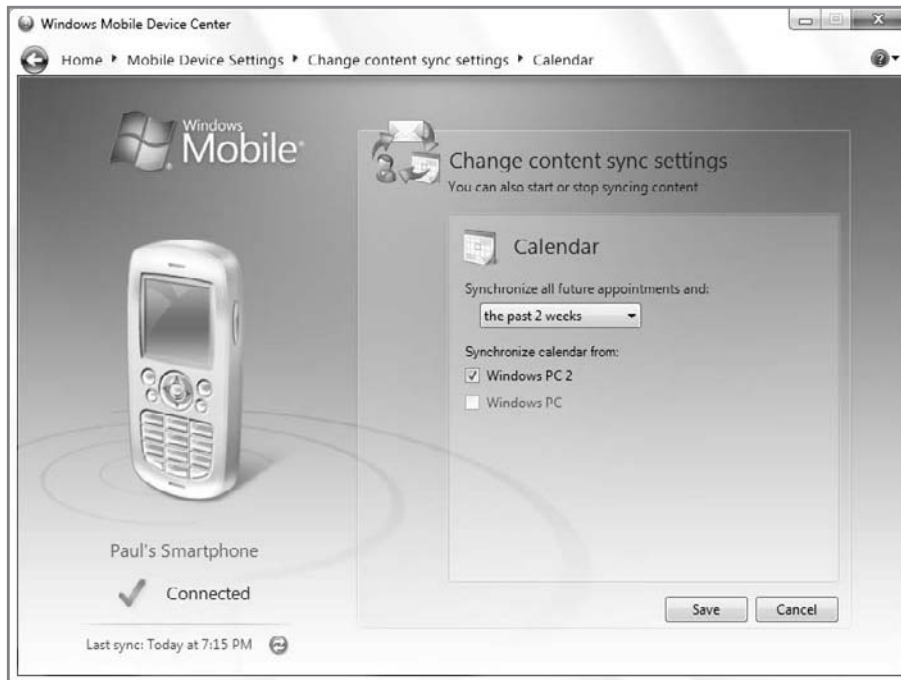 Windows Mobile Device Center
Home ▸ Mobile Device Settings ▸ Change content sync settings ▸ Calendar
Windows
Mobile
Change content sync settings
You can also start or stop syncing content
Calendar
Synchronize all future appointments and:
the past 2 weeks
Synchronize calendar from:
Windows PC 2
Windows PC
Paul's Smartphone
Connected
Save Cancel
Last sync: Today at 7:15 PM